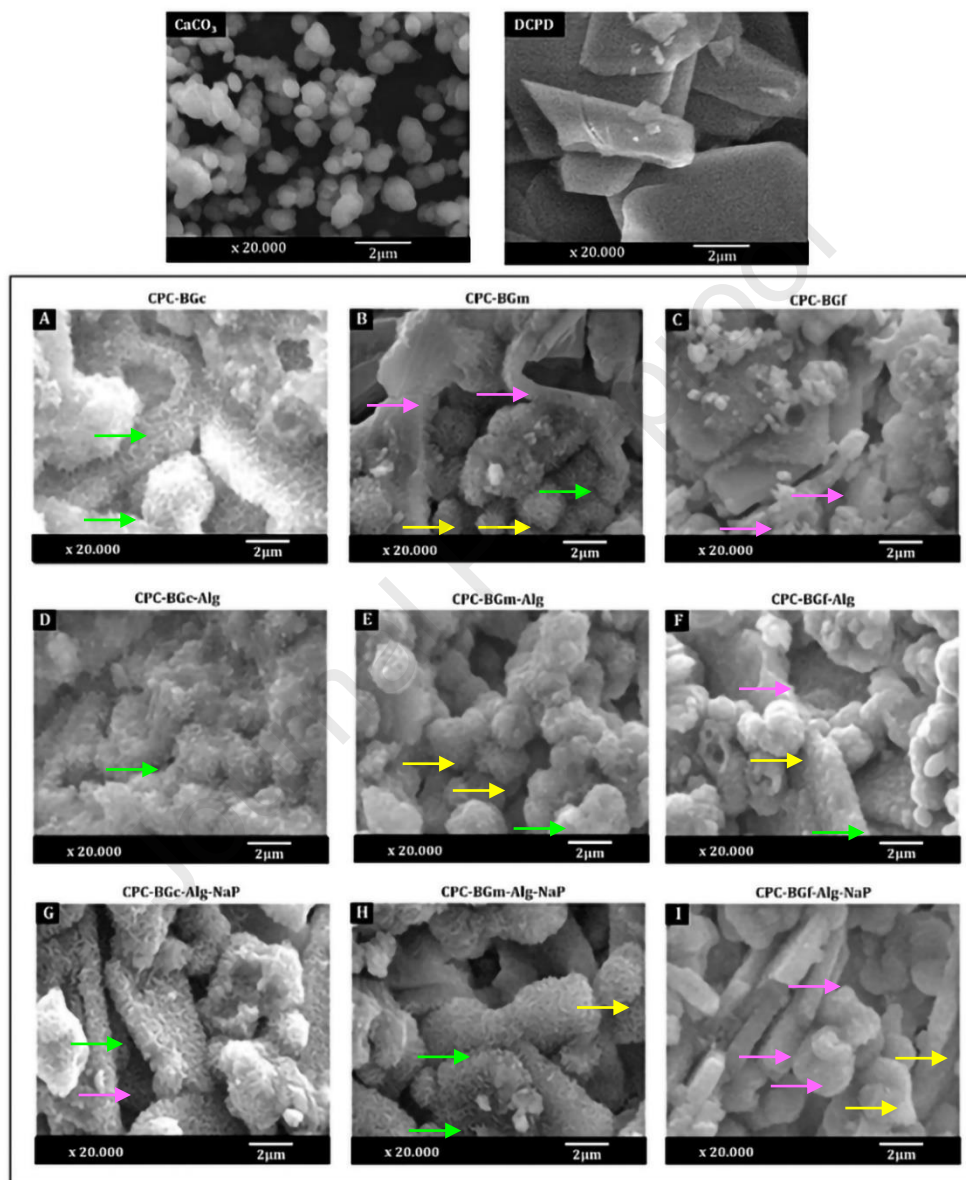 CaCO₃
DCPD
x 20.000 2μm
x 20.000 2μm
CPC-BGc
CPC-BGm
CPC-BGf
A
B
C
x 20.000 2μm
x 20.000 2μm
x 20.000 2μm
CPC-BGc-Alg
CPC-BGm-Alg
CPC-BGf-Alg
D
E
F
x 20.000 2μm
x 20.000 2μm
x 20.000 2μm
CPC-BGc-Alg-NaP
CPC-BGm-Alg-NaP
CPC-BGf-Alg-NaP
G
H
I
x 20.000 2μm
x 20.000 2μm
x 20.000 2μm